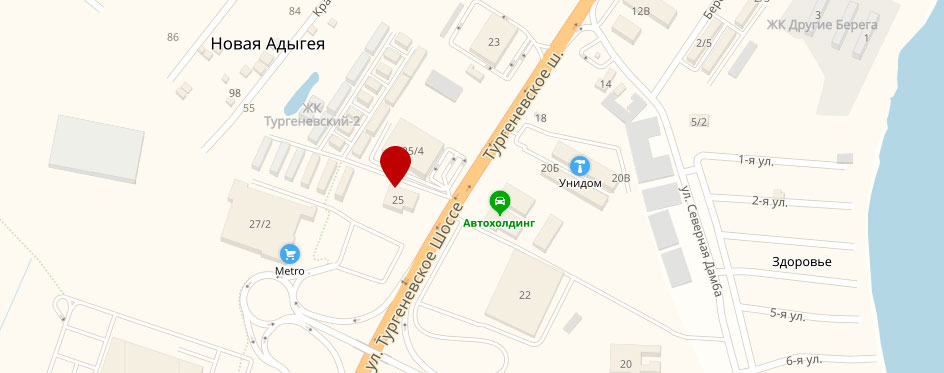 Кра
84
86
Новая Адыгея
98
55
ЖК
Тургеневский-2
23
12В
Бере
2/5
3
ЖК Другие Берега
1
14
Тургеневское ш.
18
5/2
25/4
20Б
20В
Унидом
1-я ул.
2-я ул.
25
Автохолдинг
27/2
Metro
ул. Тургеневское Шоссе
ул. Северная Дамба
Здоровье
22
5-я ул.
20
6-я ул.